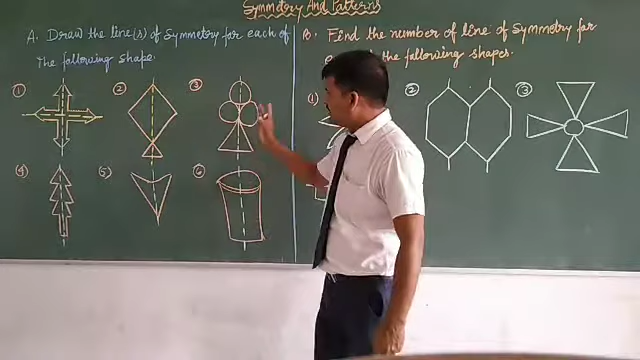 Symmetry And Patterns
A. Draw the line(s) of Symmetry for each of
the following shape.
① ② ③
④ ⑤ ⑥
B. Find the number of line of symmetry for
the following shapes.
① ② ③